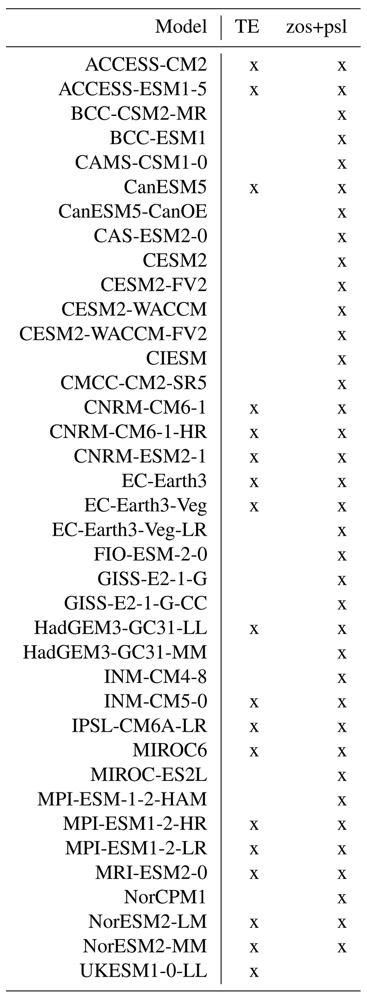 Model TE zos+psl
ACCESS-CM2 x x
ACCESS-ESM1-5 x x
BCC-CSM2-MR x
BCC-ESM1 x
CAMS-CSM1-0 x
CanESM5 x x
CanESM5-CanOE x
CAS-ESM2-0 x
CESM2 x
CESM2-FV2 x
CESM2-WACCM x
CESM2-WACCM-FV2 x
CIESM x
CMCC-CM2-SR5 x
CNRM-CM6-1 x x
CNRM-CM6-1-HR x x
CNRM-ESM2-1 x x
EC-Earth3 x x
EC-Earth3-Veg x x
EC-Earth3-Veg-LR x
FIO-ESM-2-0 x
GISS-E2-1-G x
GISS-E2-1-G-CC x
HadGEM3-GC31-LL x x
HadGEM3-GC31-MM x
INM-CM4-8 x
INM-CM5-0 x x
IPSL-CM6A-LR x x
MIROC6 x x
MIROC-ES2L x
MPI-ESM-1-2-HAM x
MPI-ESM1-2-HR x x
MPI-ESM1-2-LR x x
MRI-ESM2-0 x x
NorCPM1 x
NorESM2-LM x x
NorESM2-MM x x
UKESM1-0-LL x